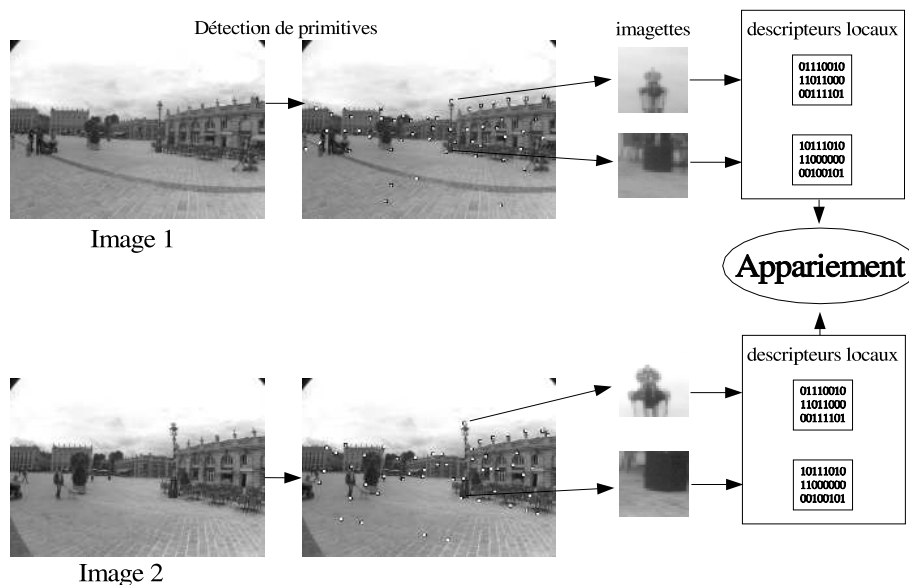 Détection de primitives
imagettes
descripteurs locaux
01110010
11011000
00111101
10111010
11000000
00100101
Image 1
Appariement
descripteurs locaux
01110010
11011000
00111101
10111010
11000000
00100101
Image 2